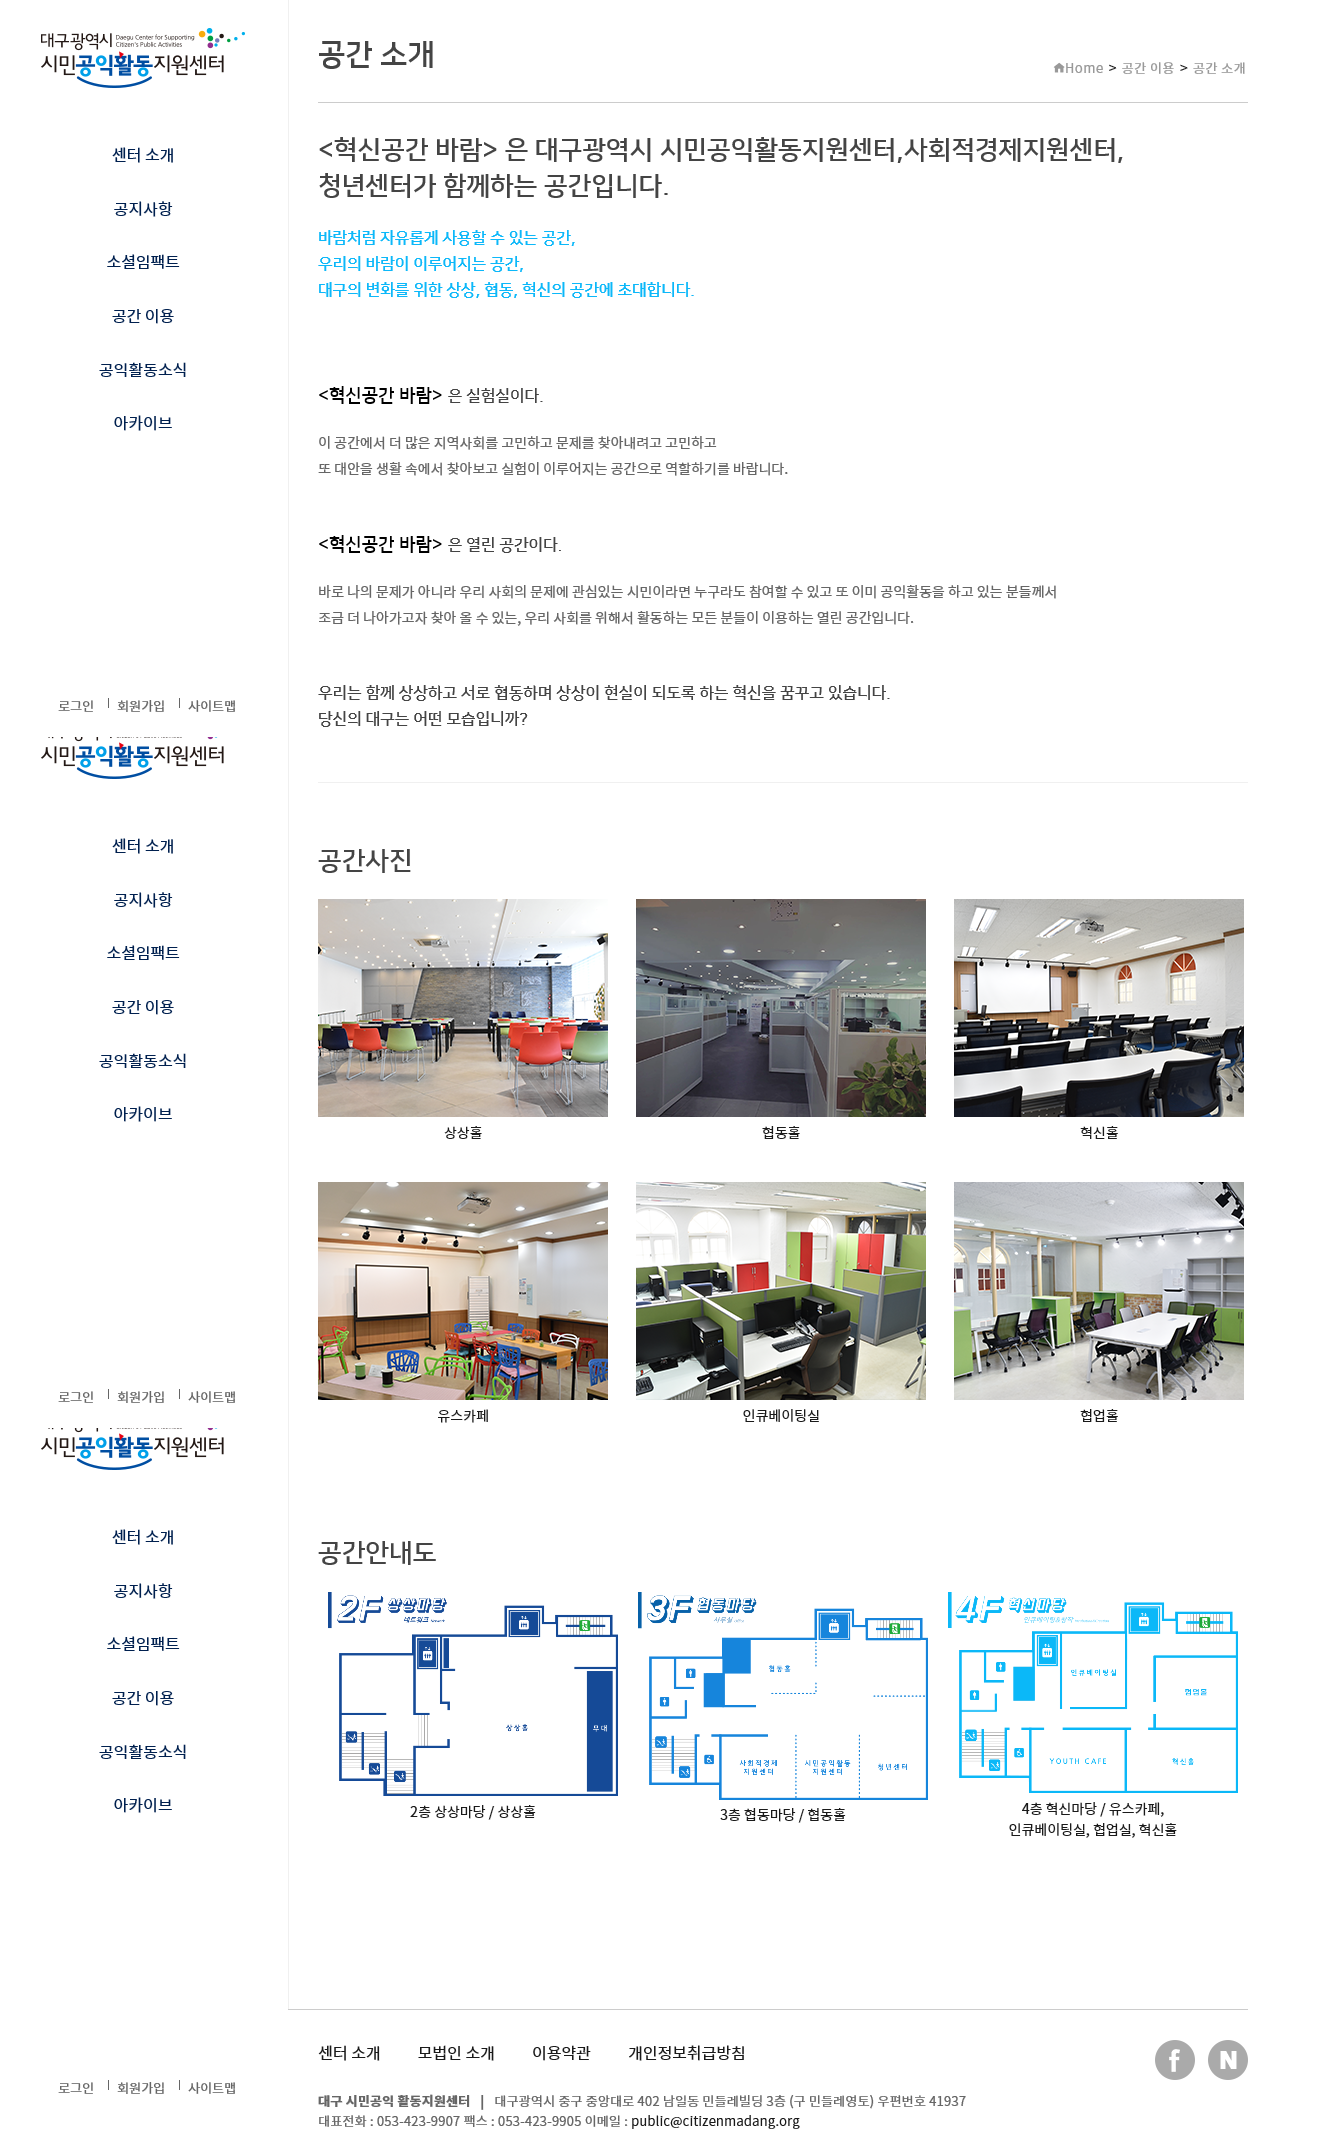 대구광역시 Daegu Center for Supporting
Citizen's Public Activities
시민공익활동지원센터
센터 소개
공지사항
소셜임팩트
공간 이용
공익활동소식
아카이브
로그인
회원가입
사이트맵
시민공익활동지원센터
센터 소개
공지사항
소셜임팩트
공간 이용
공익활동소식
아카이브
로그인
회원가입
사이트맵
시민공익활동지원센터
센터 소개
공지사항
소셜임팩트
공간 이용
공익활동소식
아카이브
로그인
회원가입
사이트맵
공간 소개
Home > 공간 이용 > 공간 소개
<혁신공간 바람> 은 대구광역시 시민공익활동지원센터,사회적경제지원센터,
청년센터가 함께하는 공간입니다.
바람처럼 자유롭게 사용할 수 있는 공간,
우리의 바람이 이루어지는 공간,
대구의 변화를 위한 상상, 협동, 혁신의 공간에 초대합니다.
<혁신공간 바람> 은 실험실이다.
이 공간에서 더 많은 지역사회를 고민하고 문제를 찾아내려고 고민하고
또 대안을 생활 속에서 찾아보고 실험이 이루어지는 공간으로 역할하기를 바랍니다.
<혁신공간 바람> 은 열린 공간이다.
바로 나의 문제가 아니라 우리 사회의 문제에 관심있는 시민이라면 누구라도 참여할 수 있고 또 이미 공익활동을 하고 있는 분들께서
조금 더 나아가고자 찾아 올 수 있는, 우리 사회를 위해서 활동하는 모든 분들이 이용하는 열린 공간입니다.
우리는 함께 상상하고 서로 협동하며 상상이 현실이 되도록 하는 혁신을 꿈꾸고 있습니다.
당신의 대구는 어떤 모습입니까?
공간사진
상상홀
협동홀
혁신홀
유스카페
인큐베이팅실
협업홀
공간안내도
2F 상상마당
네트워크
상상홀
무대
2층 상상마당 / 상상홀
3F 협동마당
사무실
협동홀
사회적경제
지원센터
시민공익활동
지원센터
청년센터
3층 협동마당 / 협동홀
4F 혁신마당
인큐베이팅&창작
인큐베이팅실
협업홀
YOUTH CAFE
혁신홀
4층 혁신마당 / 유스카페,
인큐베이팅실, 협업실, 혁신홀
센터 소개
모법인 소개
이용약관
개인정보취급방침
대구 시민공익 활동지원센터 | 대구광역시 중구 중앙대로 402 남일동 민들레빌딩 3층 (구 민들레영토) 우편번호 41937
대표전화 : 053-423-9907 팩스 : 053-423-9905 이메일 : public@citizenmadang.org